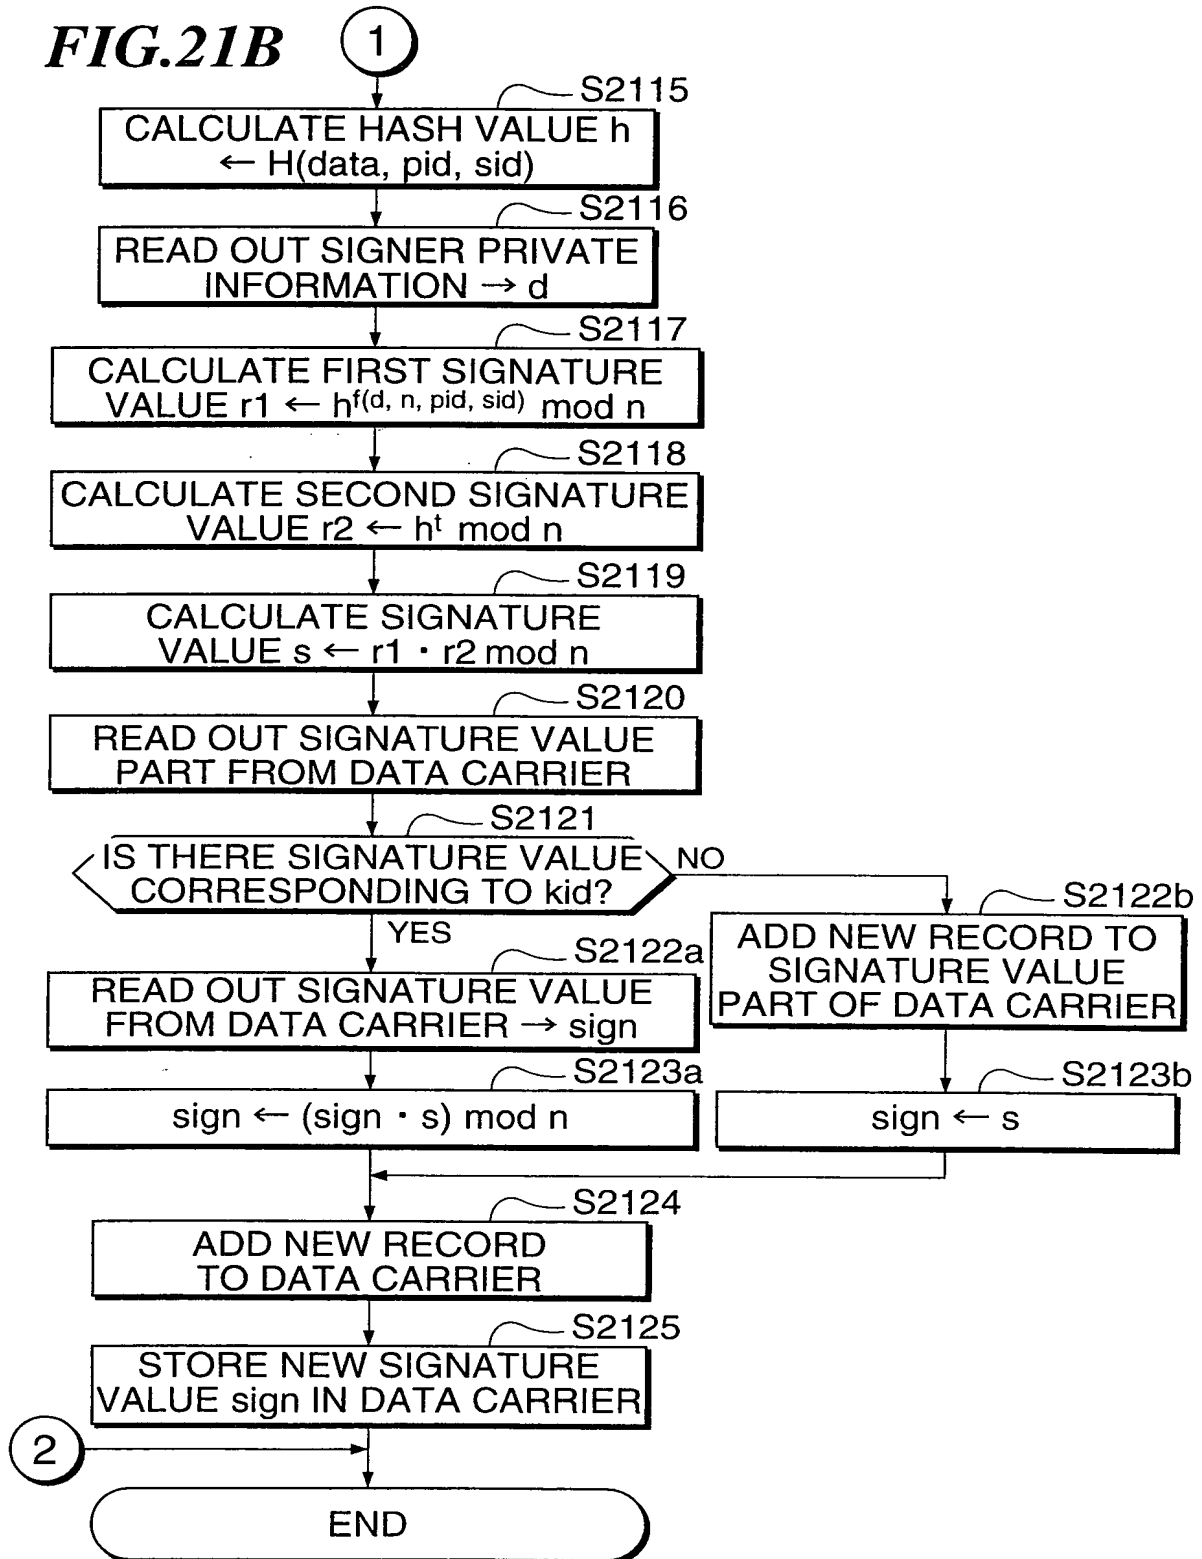 FIG.21B
1
S2115
CALCULATE HASH VALUE h
← H(data, pid, sid)
S2116
READ OUT SIGNER PRIVATE
INFORMATION → d
S2117
CALCULATE FIRST SIGNATURE
VALUE r1 ← h^f(d, n, pid, sid) mod n
S2118
CALCULATE SECOND SIGNATURE
VALUE r2 ← h^t mod n
S2119
CALCULATE SIGNATURE
VALUE s ← r1 · r2 mod n
S2120
READ OUT SIGNATURE VALUE
PART FROM DATA CARRIER
S2121
IS THERE SIGNATURE VALUE
CORRESPONDING TO kid?
NO
YES
S2122b
ADD NEW RECORD TO
SIGNATURE VALUE
PART OF DATA CARRIER
S2122a
READ OUT SIGNATURE VALUE
FROM DATA CARRIER → sign
S2123a
sign ← (sign · s) mod n
S2123b
sign ← s
S2124
ADD NEW RECORD
TO DATA CARRIER
S2125
STORE NEW SIGNATURE
VALUE sign IN DATA CARRIER
2
END